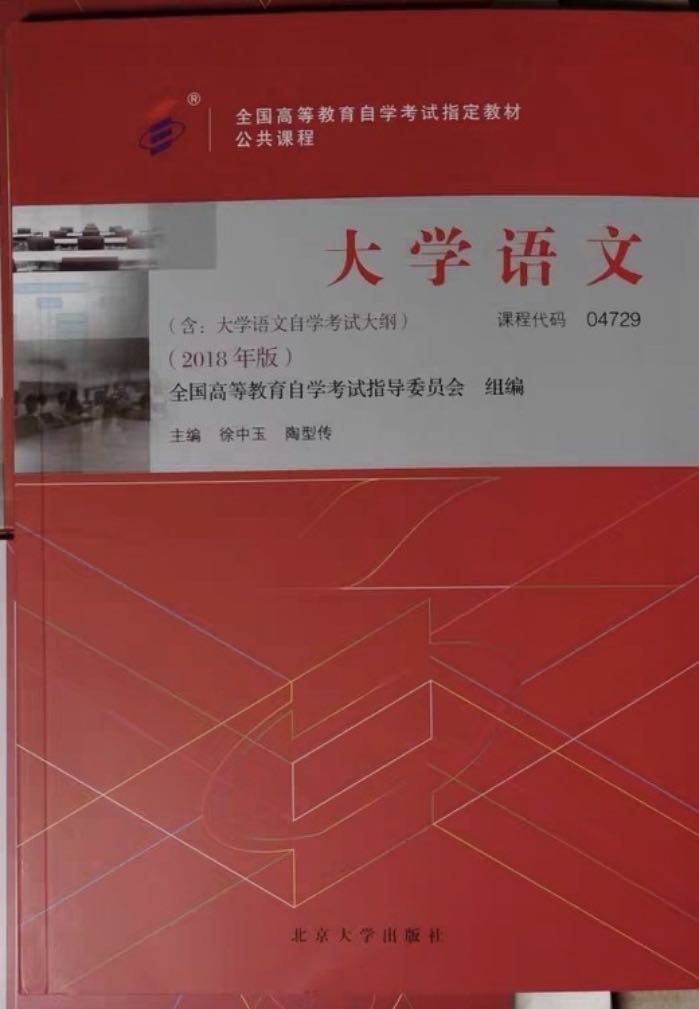 ®
全国高等教育自学考试指定教材
公共课程
大学语文
（含：大学语文自学考试大纲）
课程代码 04729
（2018年版）
全国高等教育自学考试指导委员会 组编
主编 徐中玉 陶型传
北京大学出版社